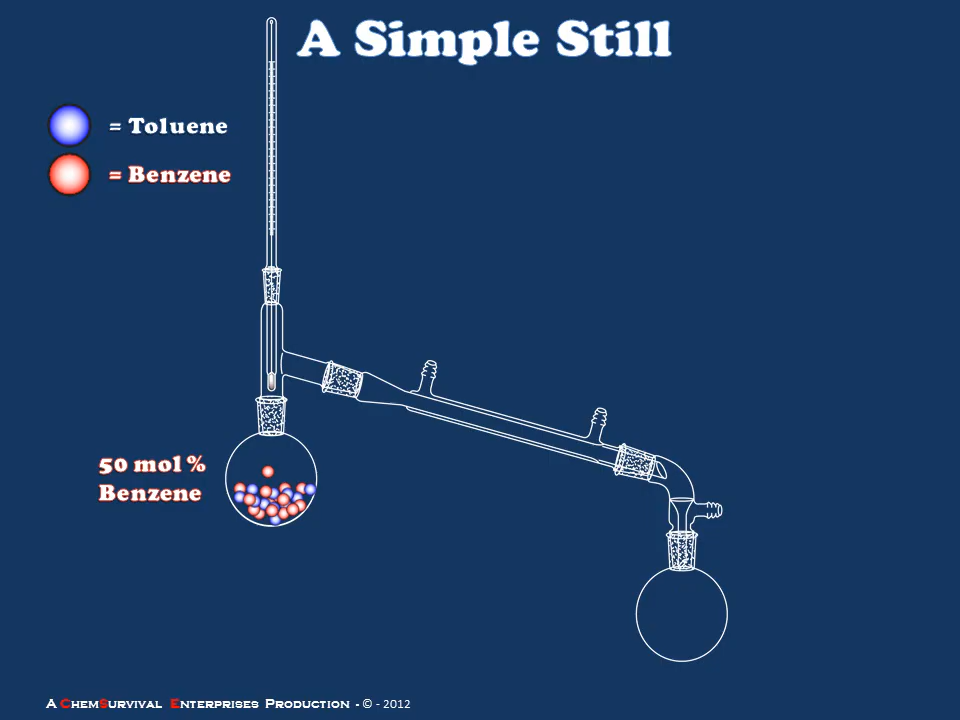 A Simple Still
= Toluene
= Benzene
50 mol %
Benzene
A ChemSurvival Enterprises Production - © - 2012